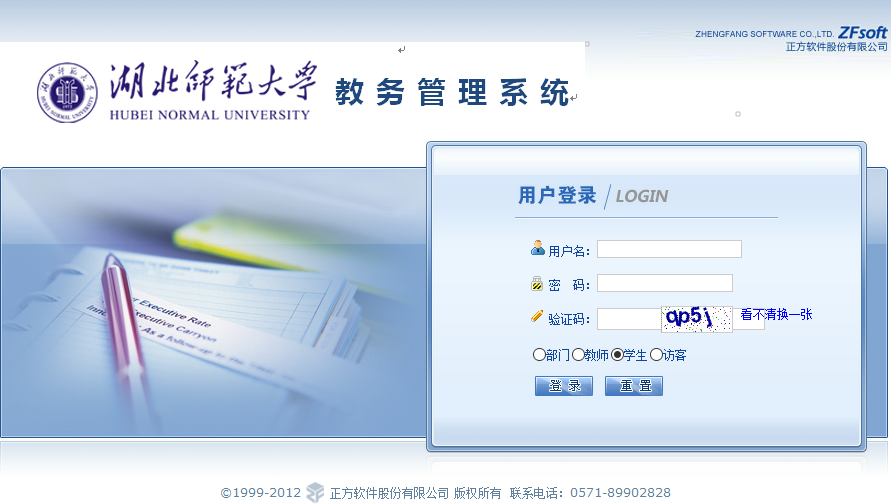 ZHENGFANG SOFTWARE CO.,LTD. ZFsoft
正方软件股份有限公司
湖北师范大学
HUBEI NORMAL UNIVERSITY
教务管理系统
用户登录 / LOGIN
用户名：
密 码：
验证码： qp5j 看不清换一张
部门 教师 学生 访客
登 录 重 置
Executive Rate
Executive Carryon
As a follow up to the
©1999-2012 正方软件股份有限公司 版权所有 联系电话：0571-89902828